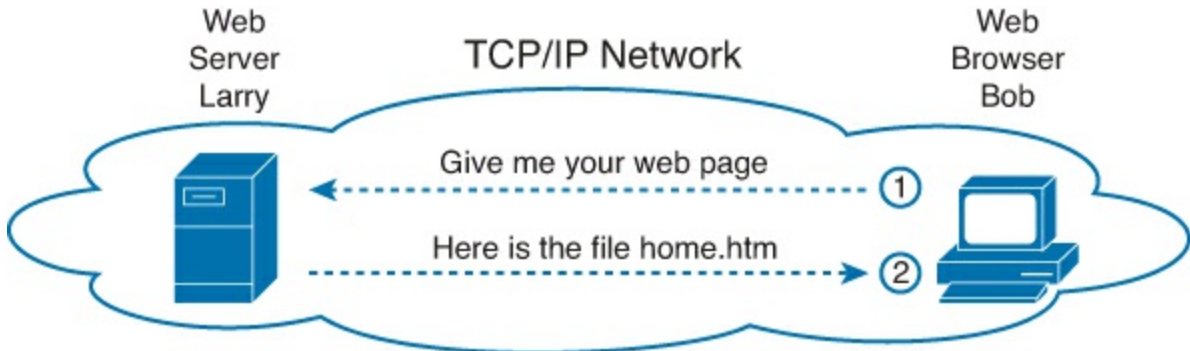 Web
Server
Larry
TCP/IP Network
Web
Browser
Bob
Give me your web page
1
Here is the file home.htm
2